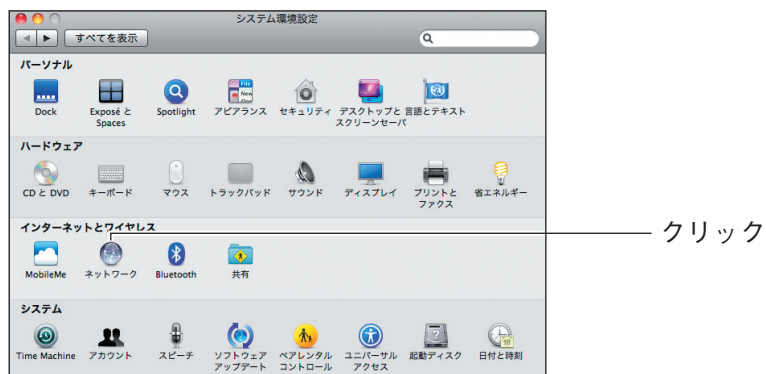 システム環境設定
すべてを表示
パーソナル
Dock
Exposé と
Spaces
Spotlight
アピアランス
セキュリティ
デスクトップと
スクリーンセーバ
言語とテキスト
ハードウェア
CD と DVD
キーボード
マウス
トラックパッド
サウンド
ディスプレイ
プリントと
ファクス
省エネルギー
インターネットとワイヤレス
MobileMe
ネットワーク
Bluetooth
共有
クリック
システム
Time Machine
アカウント
スピーチ
ソフトウェア
アップデート
ペアレンタル
コントロール
ユニバーサル
アクセス
起動ディスク
日付と時刻